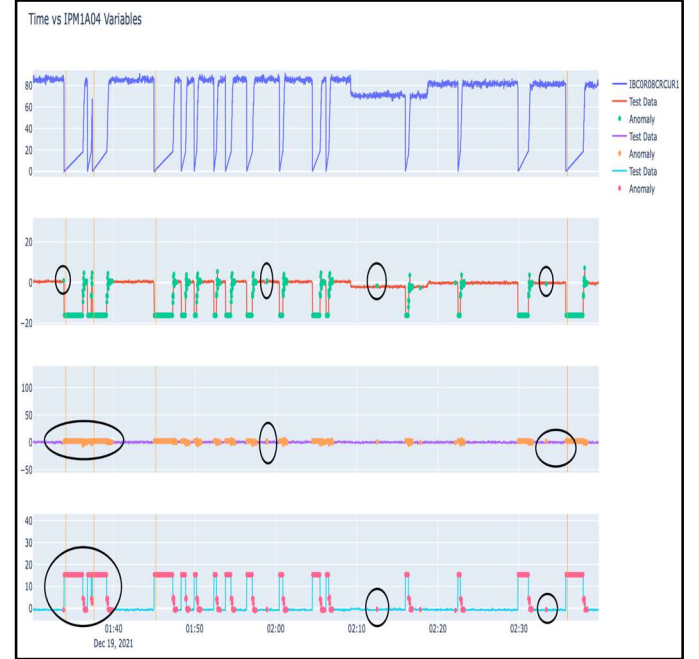 Time vs IPM1A04 Variables
80
60
40
20
0
IBC0R08CRCUR1
Test Data
Anomaly
Test Data
Anomaly
Test Data
Anomaly
20
0
−20
100
50
0
−50
40
30
20
10
0
01:40 01:50 02:00 02:10 02:20 02:30
Dec 19, 2021